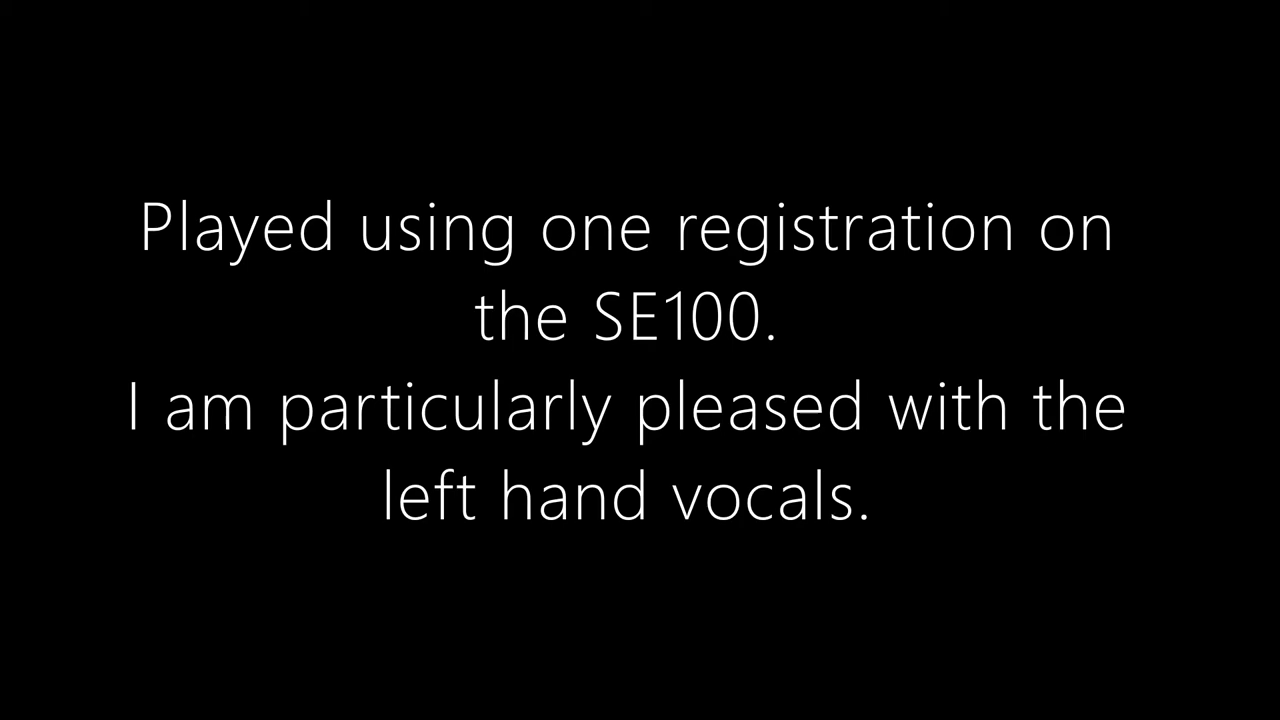 Played using one registration on
the SE100.
I am particularly pleased with the
left hand vocals.